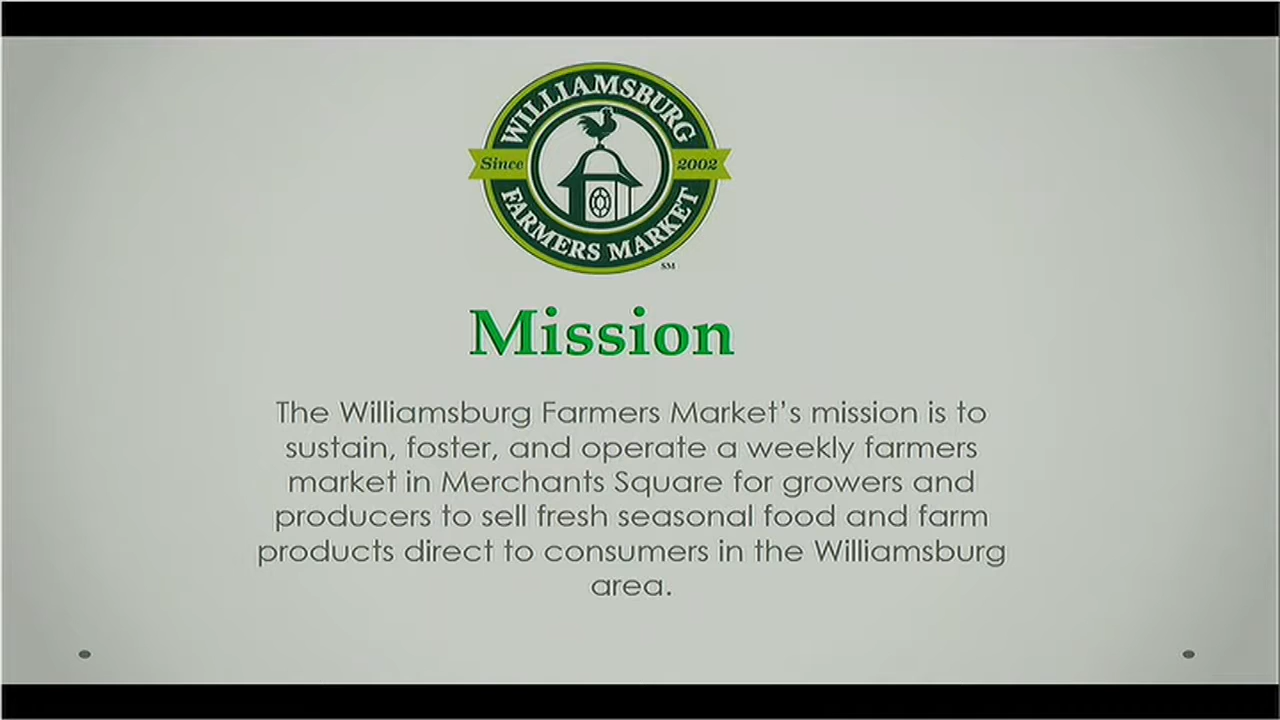 WILLIAMSBURG
Since 2002
FARMERS MARKET
SM
Mission
The Williamsburg Farmers Market's mission is to
sustain, foster, and operate a weekly farmers
market in Merchants Square for growers and
producers to sell fresh seasonal food and farm
products direct to consumers in the Williamsburg
area.